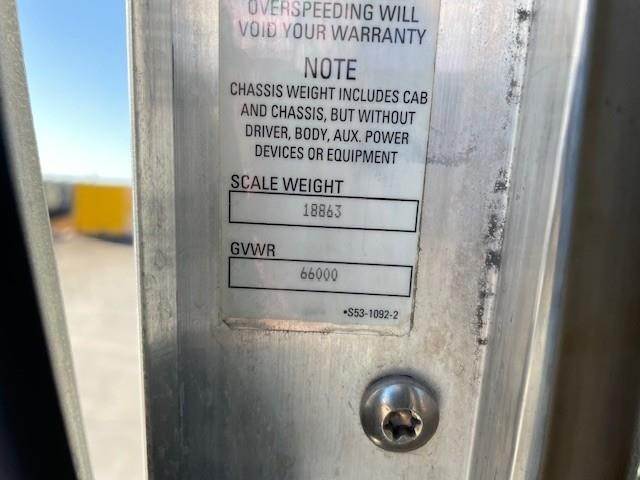 OVERSPEEDING WILL
VOID YOUR WARRANTY
NOTE
CHASSIS WEIGHT INCLUDES CAB
AND CHASSIS, BUT WITHOUT
DRIVER, BODY, AUX. POWER
DEVICES OR EQUIPMENT
SCALE WEIGHT
18863
GVWR
66000
•S53-1092-2